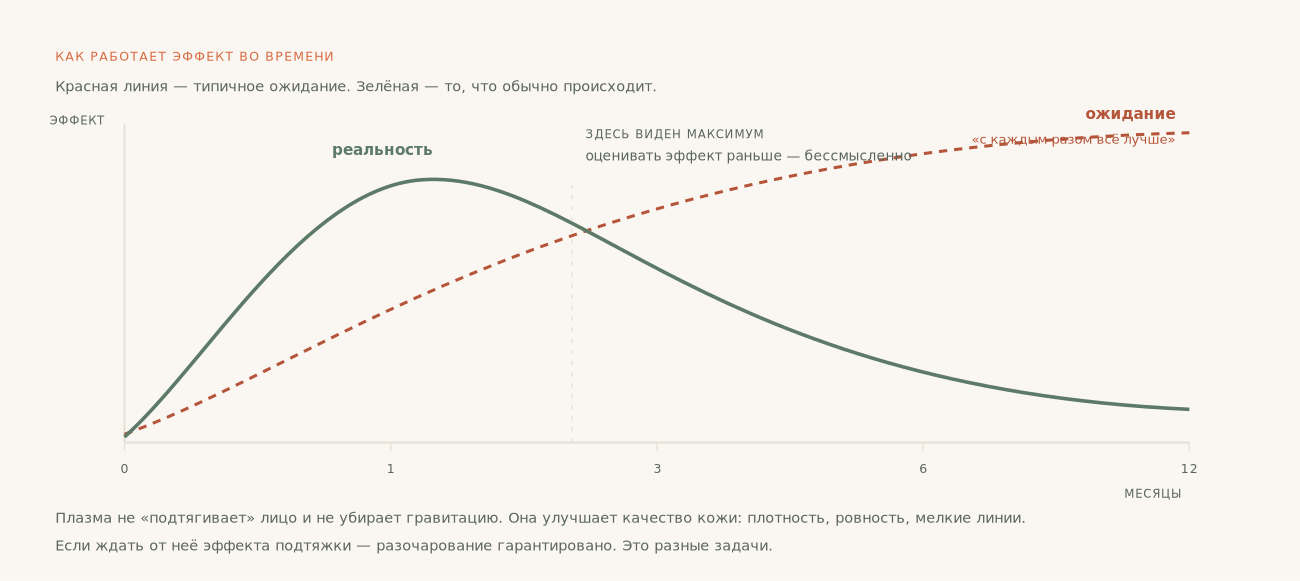 КАК РАБОТАЕТ ЭФФЕКТ ВО ВРЕМЕНИ
Красная линия — типичное ожидание. Зелёная — то, что обычно происходит.
ЭФФЕКТ
ожидание
«с каждым разом всё лучше»
ЗДЕСЬ ВИДЕН МАКСИМУМ
оценивать эффект раньше — бессмысленно
реальность
0 1 3 6 12
МЕСЯЦЫ
Плазма не «подтягивает» лицо и не убирает гравитацию. Она улучшает качество кожи: плотность, ровность, мелкие линии.
Если ждать от неё эффекта подтяжки — разочарование гарантировано. Это разные задачи.